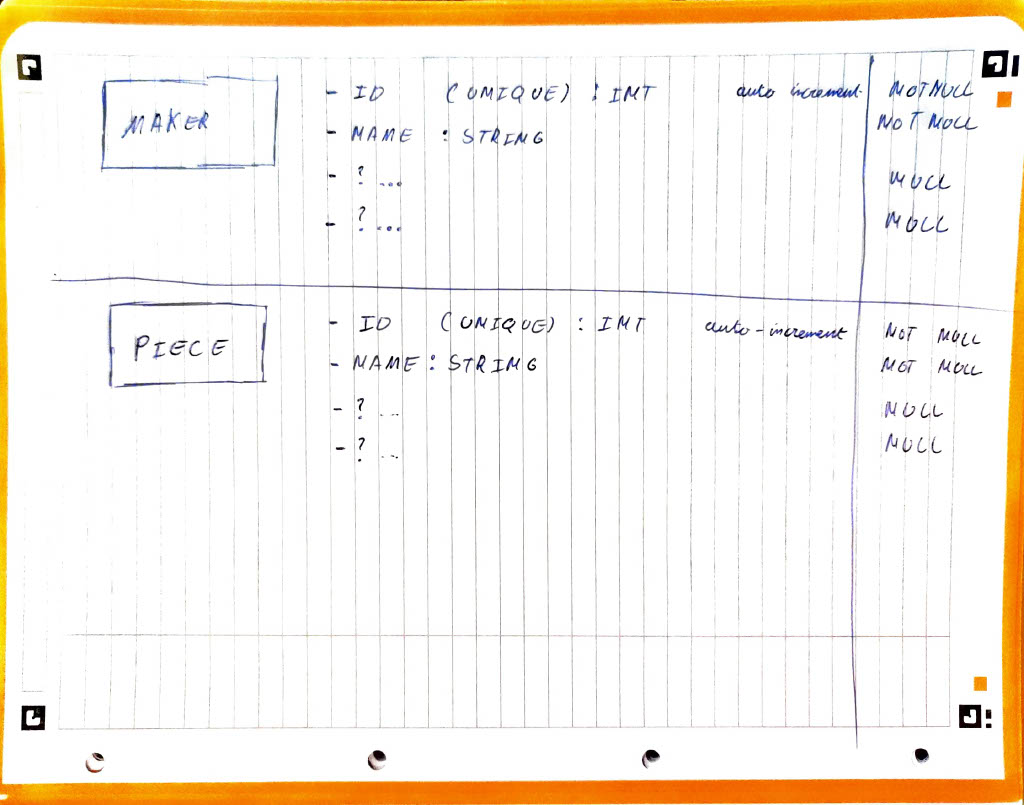 MAKER
- ID (UNIQUE) : INT auto increment NOT NULL
- NAME : STRING NOT NULL
- ? ... NULL
- ? ... NULL
PIECE
- ID (UNIQUE) : INT auto-increment NOT NULL
- NAME : STRING NOT NULL
- ? ... NULL
- ? ... NULL